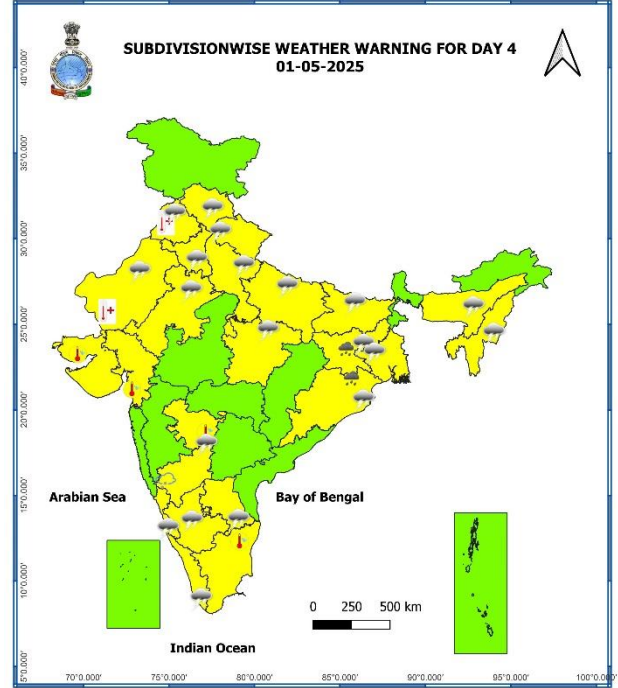 SUBDIVISIONWISE WEATHER WARNING FOR DAY 4
01-05-2025
40°0.000'
35°0.000'
30°0.000'
25°0.000'
20°0.000'
15°0.000'
10°0.000'
5°0.000'
Arabian Sea
Bay of Bengal
Indian Ocean
0 250 500 km
70°0.000' 75°0.000' 80°0.000' 85°0.000' 90°0.000' 95°0.000' 100°0.000'